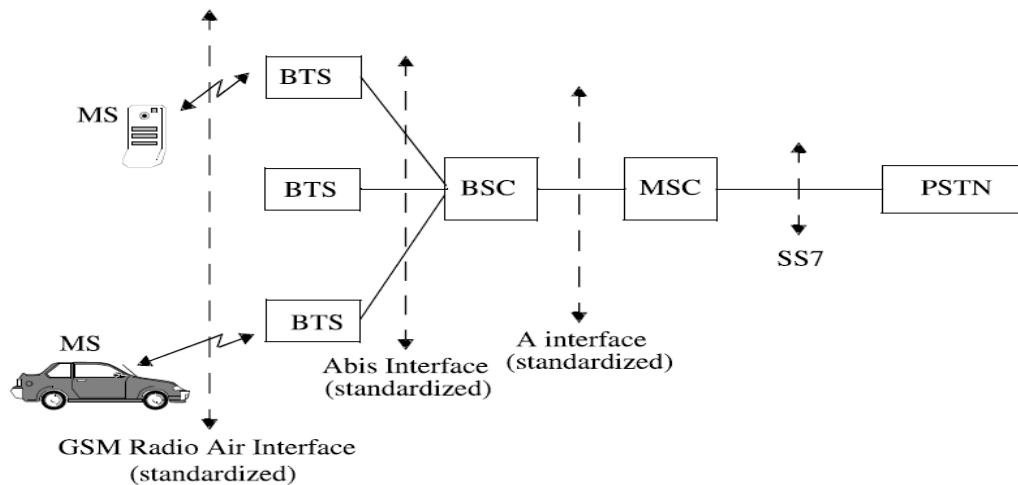 BTS
MS
BTS
BSC
MSC
PSTN
SS7
BTS
MS
Abis Interface
(standardized)
A interface
(standardized)
GSM Radio Air Interface
(standardized)